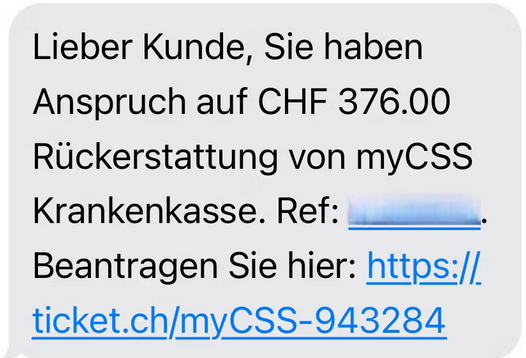 Lieber Kunde, Sie haben
Anspruch auf CHF 376.00
Rückerstattung von myCSS
Krankenkasse. Ref: .
Beantragen Sie hier: https://
ticket.ch/myCSS-943284